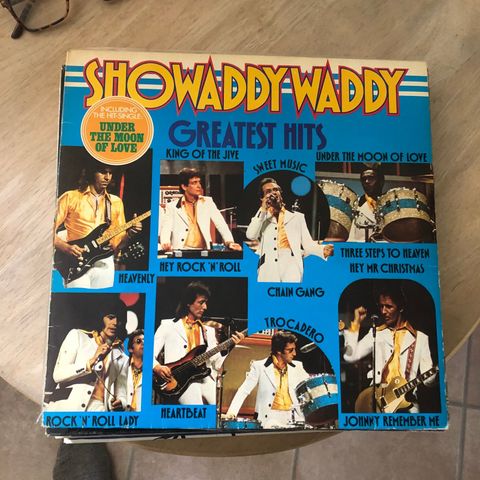 SHOWADDYWADDY
INCLUDING
THE HIT-SINGLE:
UNDER
THE MOON
OF LOVE
GREATEST HITS
KING OF THE JIVE
SWEET MUSIC
UNDER THE MOON OF LOVE
HEAVENLY
HEY ROCK 'N' ROLL
CHAIN GANG
THREE STEPS TO HEAVEN
HEY MR CHRISTMAS
ROCK 'N' ROLL LADY
HEARTBEAT
TROCADERO
JOHNNY REMEMBER ME